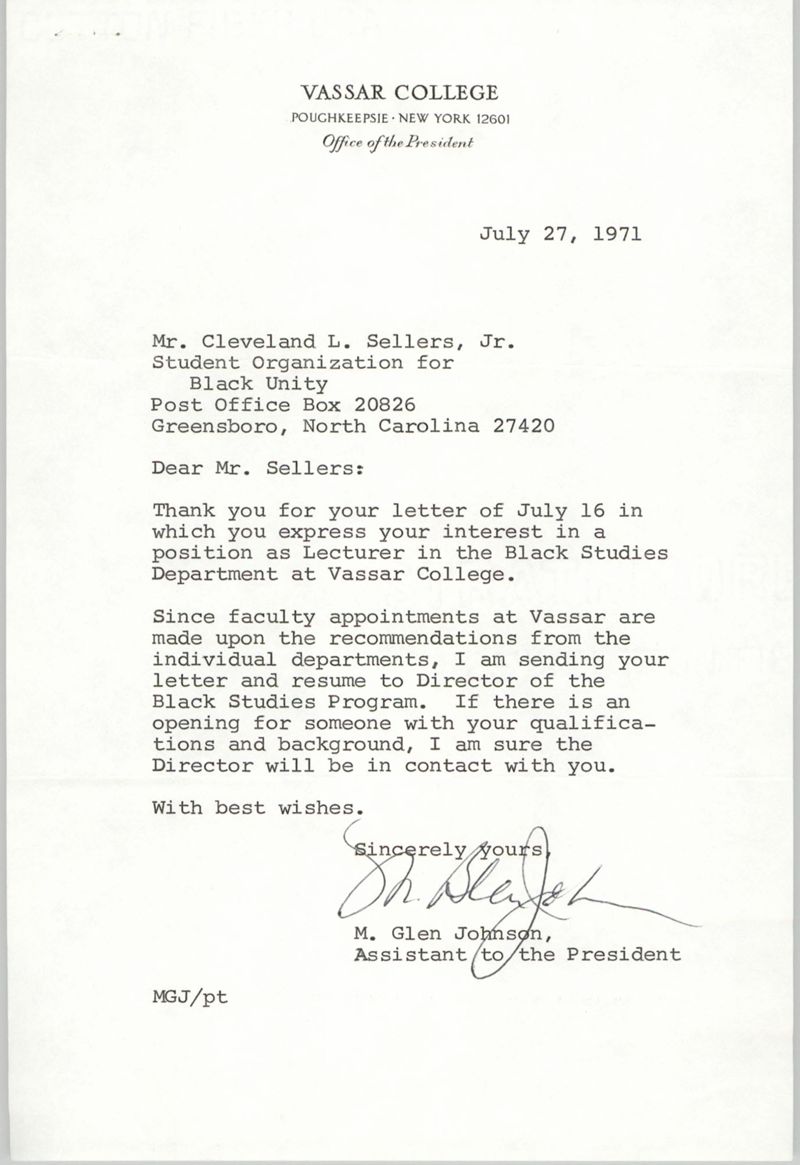 VASSAR COLLEGE
POUGHKEEPSIE · NEW YORK 12601
Office of the President
July 27, 1971
Mr. Cleveland L. Sellers, Jr.
Student Organization for
Black Unity
Post Office Box 20826
Greensboro, North Carolina 27420
Dear Mr. Sellers:
Thank you for your letter of July 16 in
which you express your interest in a
position as Lecturer in the Black Studies
Department at Vassar College.
Since faculty appointments at Vassar are
made upon the recommendations from the
individual departments, I am sending your
letter and resume to Director of the
Black Studies Program.  If there is an
opening for someone with your qualifica-
tions and background, I am sure the
Director will be in contact with you.
With best wishes.
Sincerely yours,
M. Glen Joh
M. Glen Johnson,
Assistant to the President
MGJ/pt